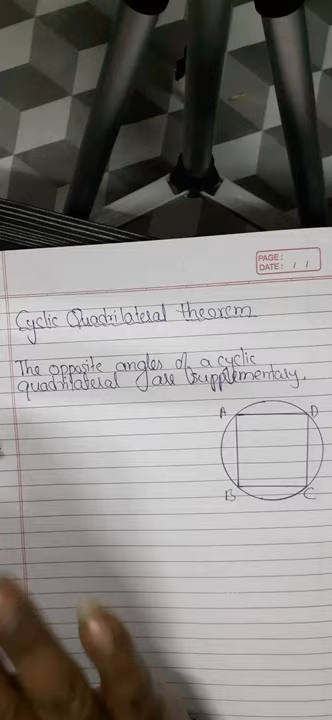 PAGE:
DATE: / /
Cyclic Quadrilateral theorem
The opposite angles of a cyclic
quadrilateral are supplementary.
A D
B C